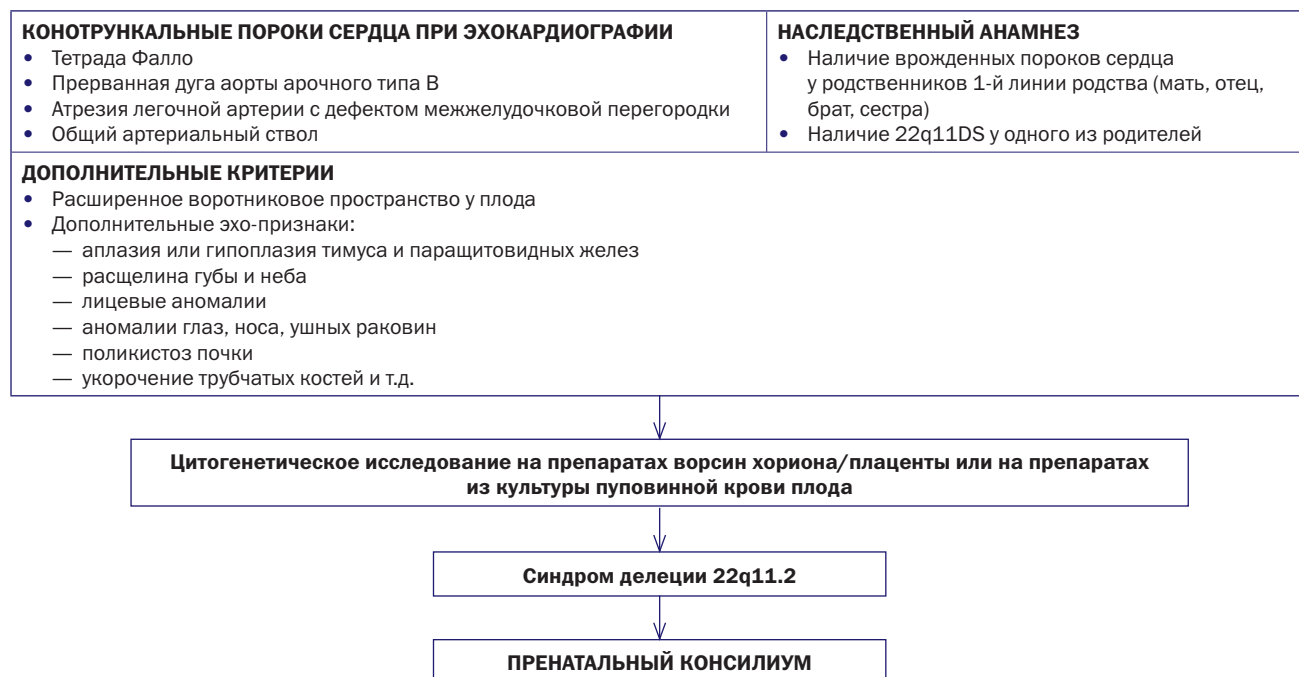 КОНОТРУНКАЛЬНЫЕ ПОРОКИ СЕРДЦА ПРИ ЭХОКАРДИОГРАФИИ
• Тетрада Фалло
• Прерванная дуга аорты арочного типа B
• Атрезия легочной артерии с дефектом межжелудочковой перегородки
• Общий артериальный ствол
НАСЛЕДСТВЕННЫЙ АНАМНЕЗ
• Наличие врожденных пороков сердца
у родственников 1-й линии родства (мать, отец,
брат, сестра)
• Наличие 22q11DS у одного из родителей
ДОПОЛНИТЕЛЬНЫЕ КРИТЕРИИ
• Расширенное воротниковое пространство у плода
• Дополнительные эхо-признаки:
— аплазия или гипоплазия тимуса и паращитовидных желез
— расщелина губы и неба
— лицевые аномалии
— аномалии глаз, носа, ушных раковин
— поликистоз почки
— укорочение трубчатых костей и т.д.
Цитогенетическое исследование на препаратах ворсин хориона/плаценты или на препаратах
из культуры пуповинной крови плода
Синдром делеции 22q11.2
ПРЕНАТАЛЬНЫЙ КОНСИЛИУМ